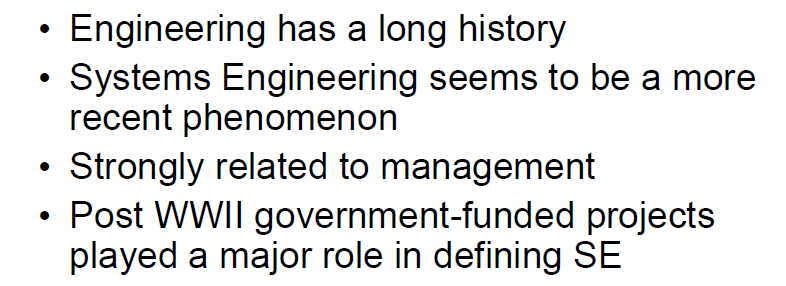 • Engineering has a long history
• Systems Engineering seems to be a more
recent phenomenon
• Strongly related to management
• Post WWII government-funded projects
played a major role in defining SE